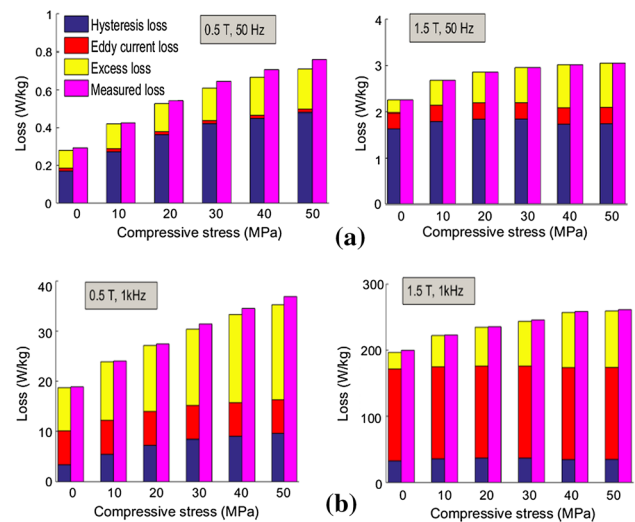 Hysteresis loss
Eddy current loss
Excess loss
Measured loss
0.5 T, 50 Hz
Loss (W/kg)
1
0.8
0.6
0.4
0.2
0
0 10 20 30 40 50
Compressive stress (MPa)
1.5 T, 50 Hz
Loss (W/kg)
4
3
2
1
0
0 10 20 30 40 50
Compressive stress (MPa)
(a)
0.5 T, 1kHz
Loss (W/kg)
40
30
20
10
0
0 10 20 30 40 50
Compressive stress (MPa)
1.5 T, 1kHz
Loss (W/kg)
300
200
100
0
0 10 20 30 40 50
Compressive stress (MPa)
(b)